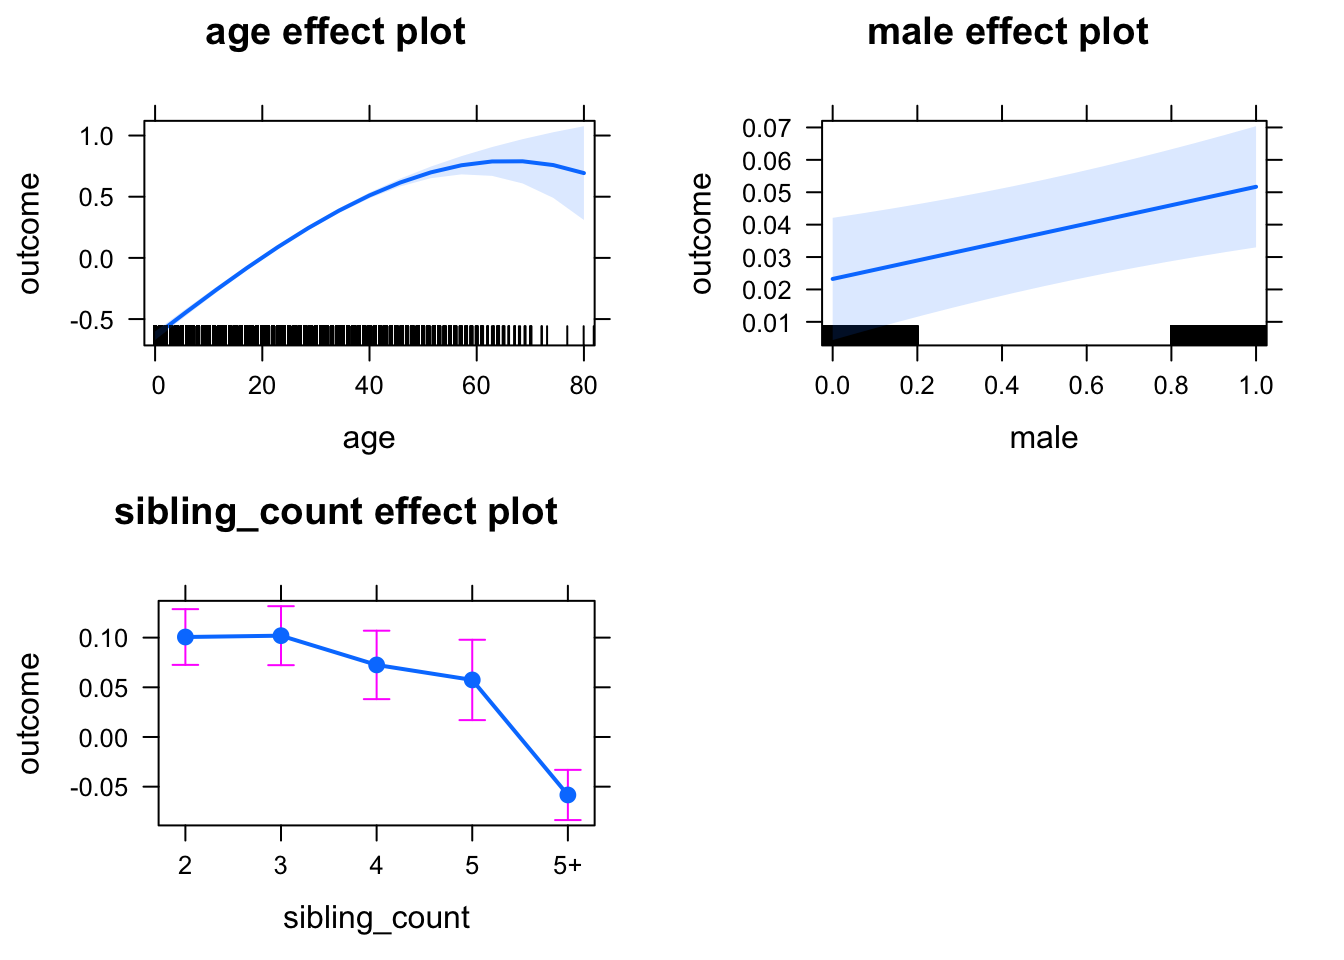 age effect plot
outcome
1.0
0.5
0.0
-0.5
0 20 40 60 80
age
male effect plot
outcome
0.07
0.06
0.05
0.04
0.03
0.02
0.01
0.0 0.2 0.4 0.6 0.8 1.0
male
sibling_count effect plot
outcome
0.10
0.05
0.00
-0.05
2 3 4 5 5+
sibling_count